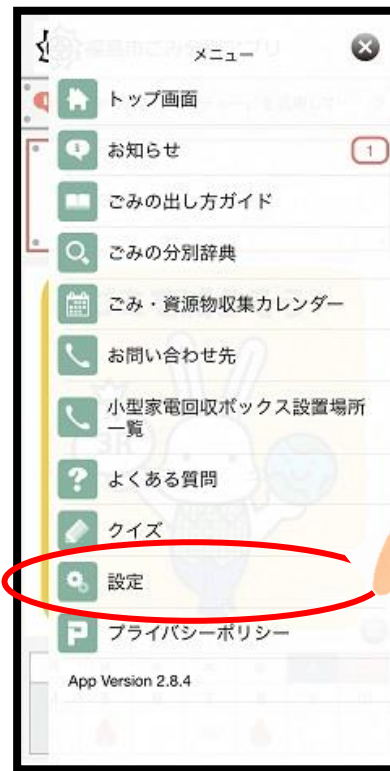 メニュー
トップ画面
お知らせ
1
ごみの出し方ガイド
ごみの分別辞典
ごみ・資源物収集カレンダー
お問い合わせ先
小型家電回収ボックス設置場所
一覧
よくある質問
クイズ
設定
プライバシーポリシー
App Version 2.8.4